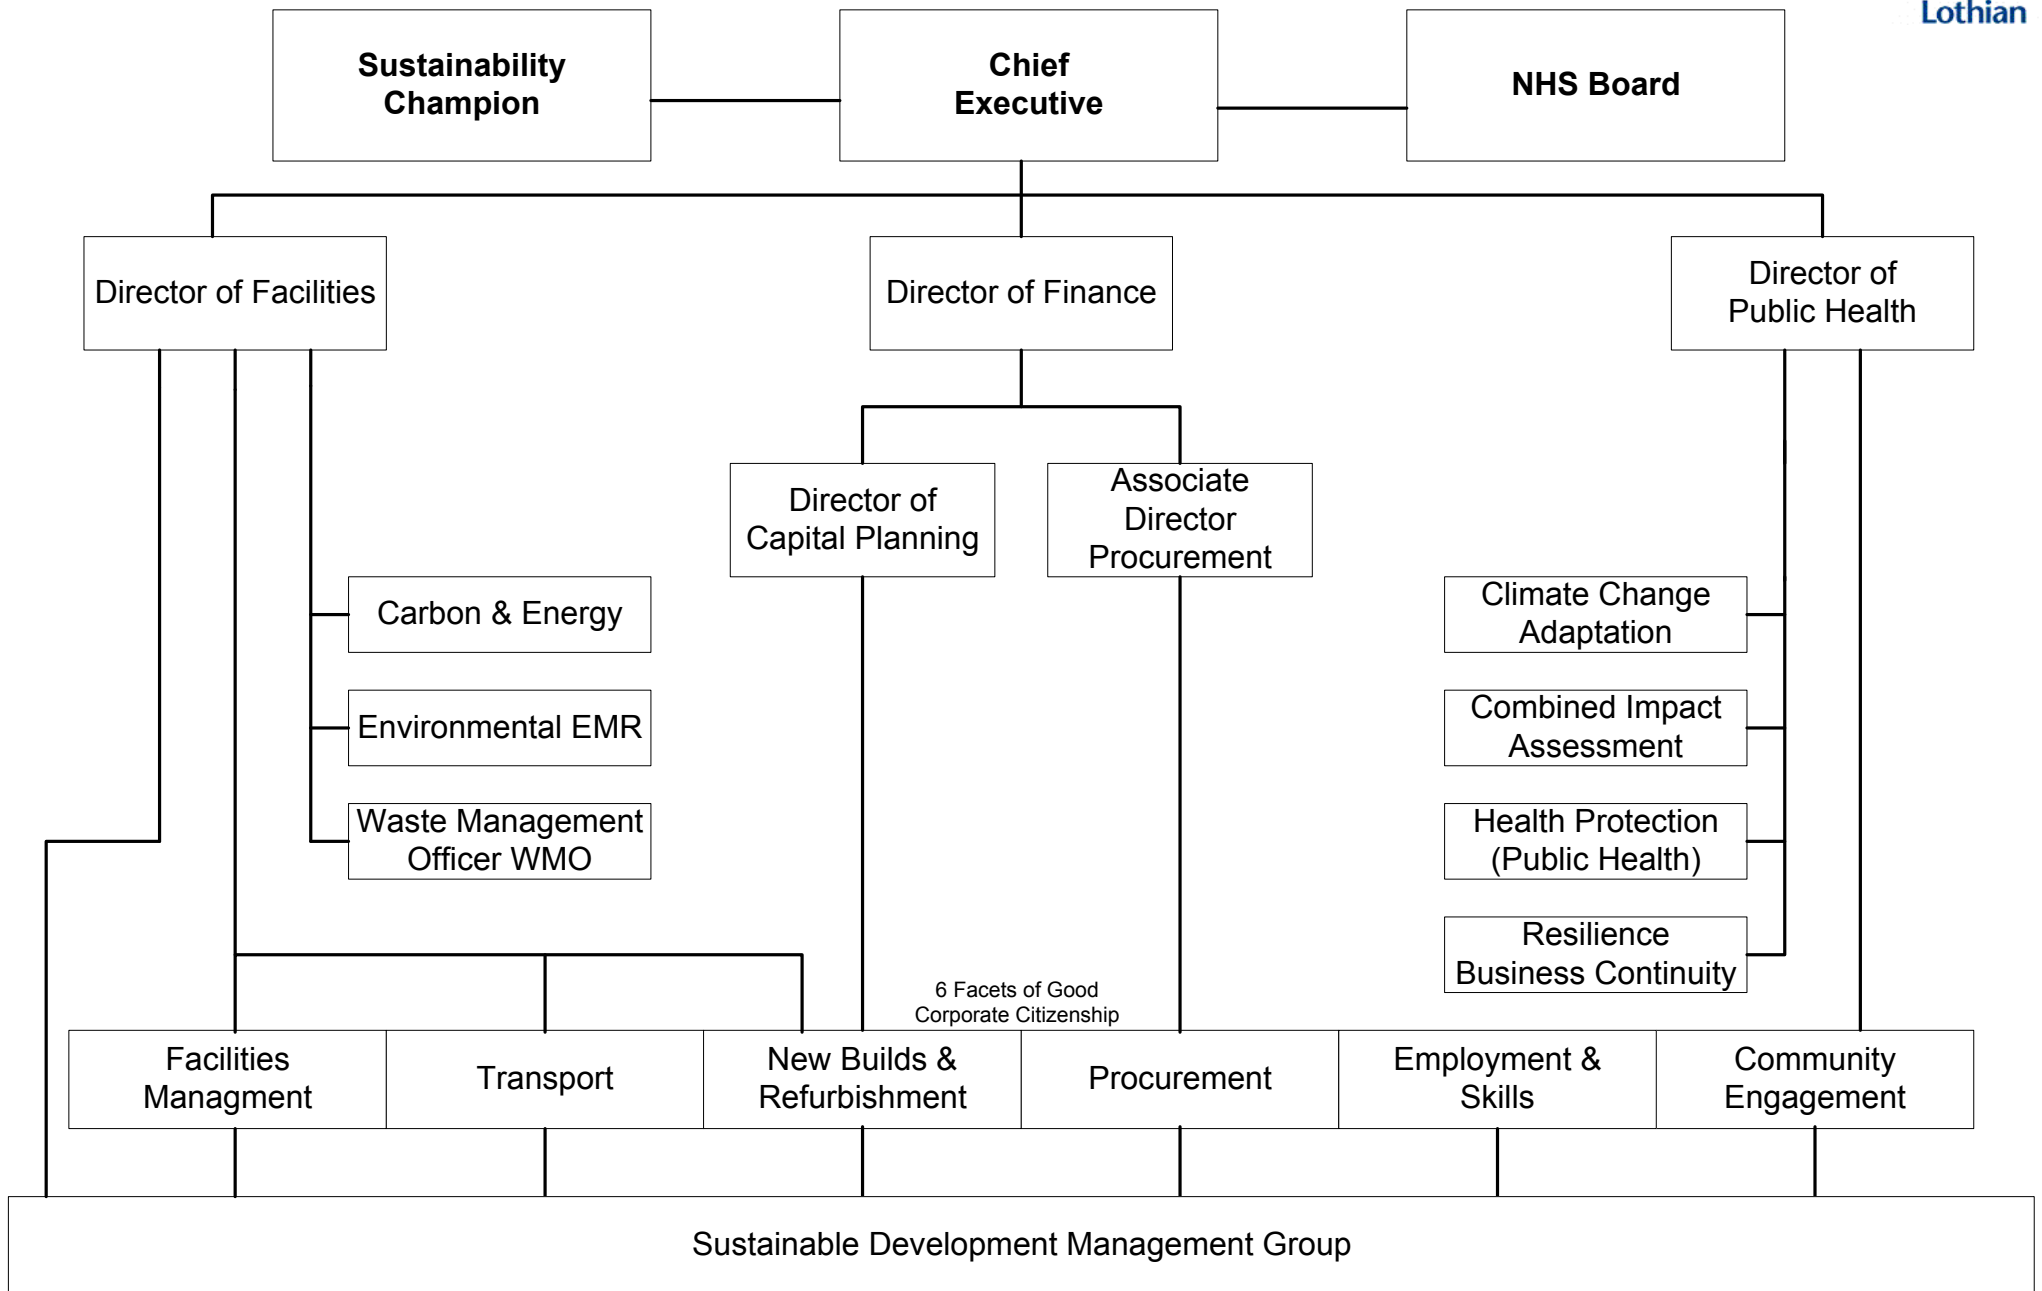 Lothian
Sustainability
Champion
Chief
Executive
NHS Board
Director of Facilities
Director of Finance
Director of
Public Health
Director of
Capital Planning
Associate
Director
Procurement
Carbon & Energy
Environmental EMR
Waste Management
Officer WMO
Climate Change
Adaptation
Combined Impact
Assessment
Health Protection
(Public Health)
Resilience
Business Continuity
6 Facets of Good
Corporate Citizenship
Facilities
Managment
Transport
New Builds &
Refurbishment
Procurement
Employment &
Skills
Community
Engagement
Sustainable Development Management Group